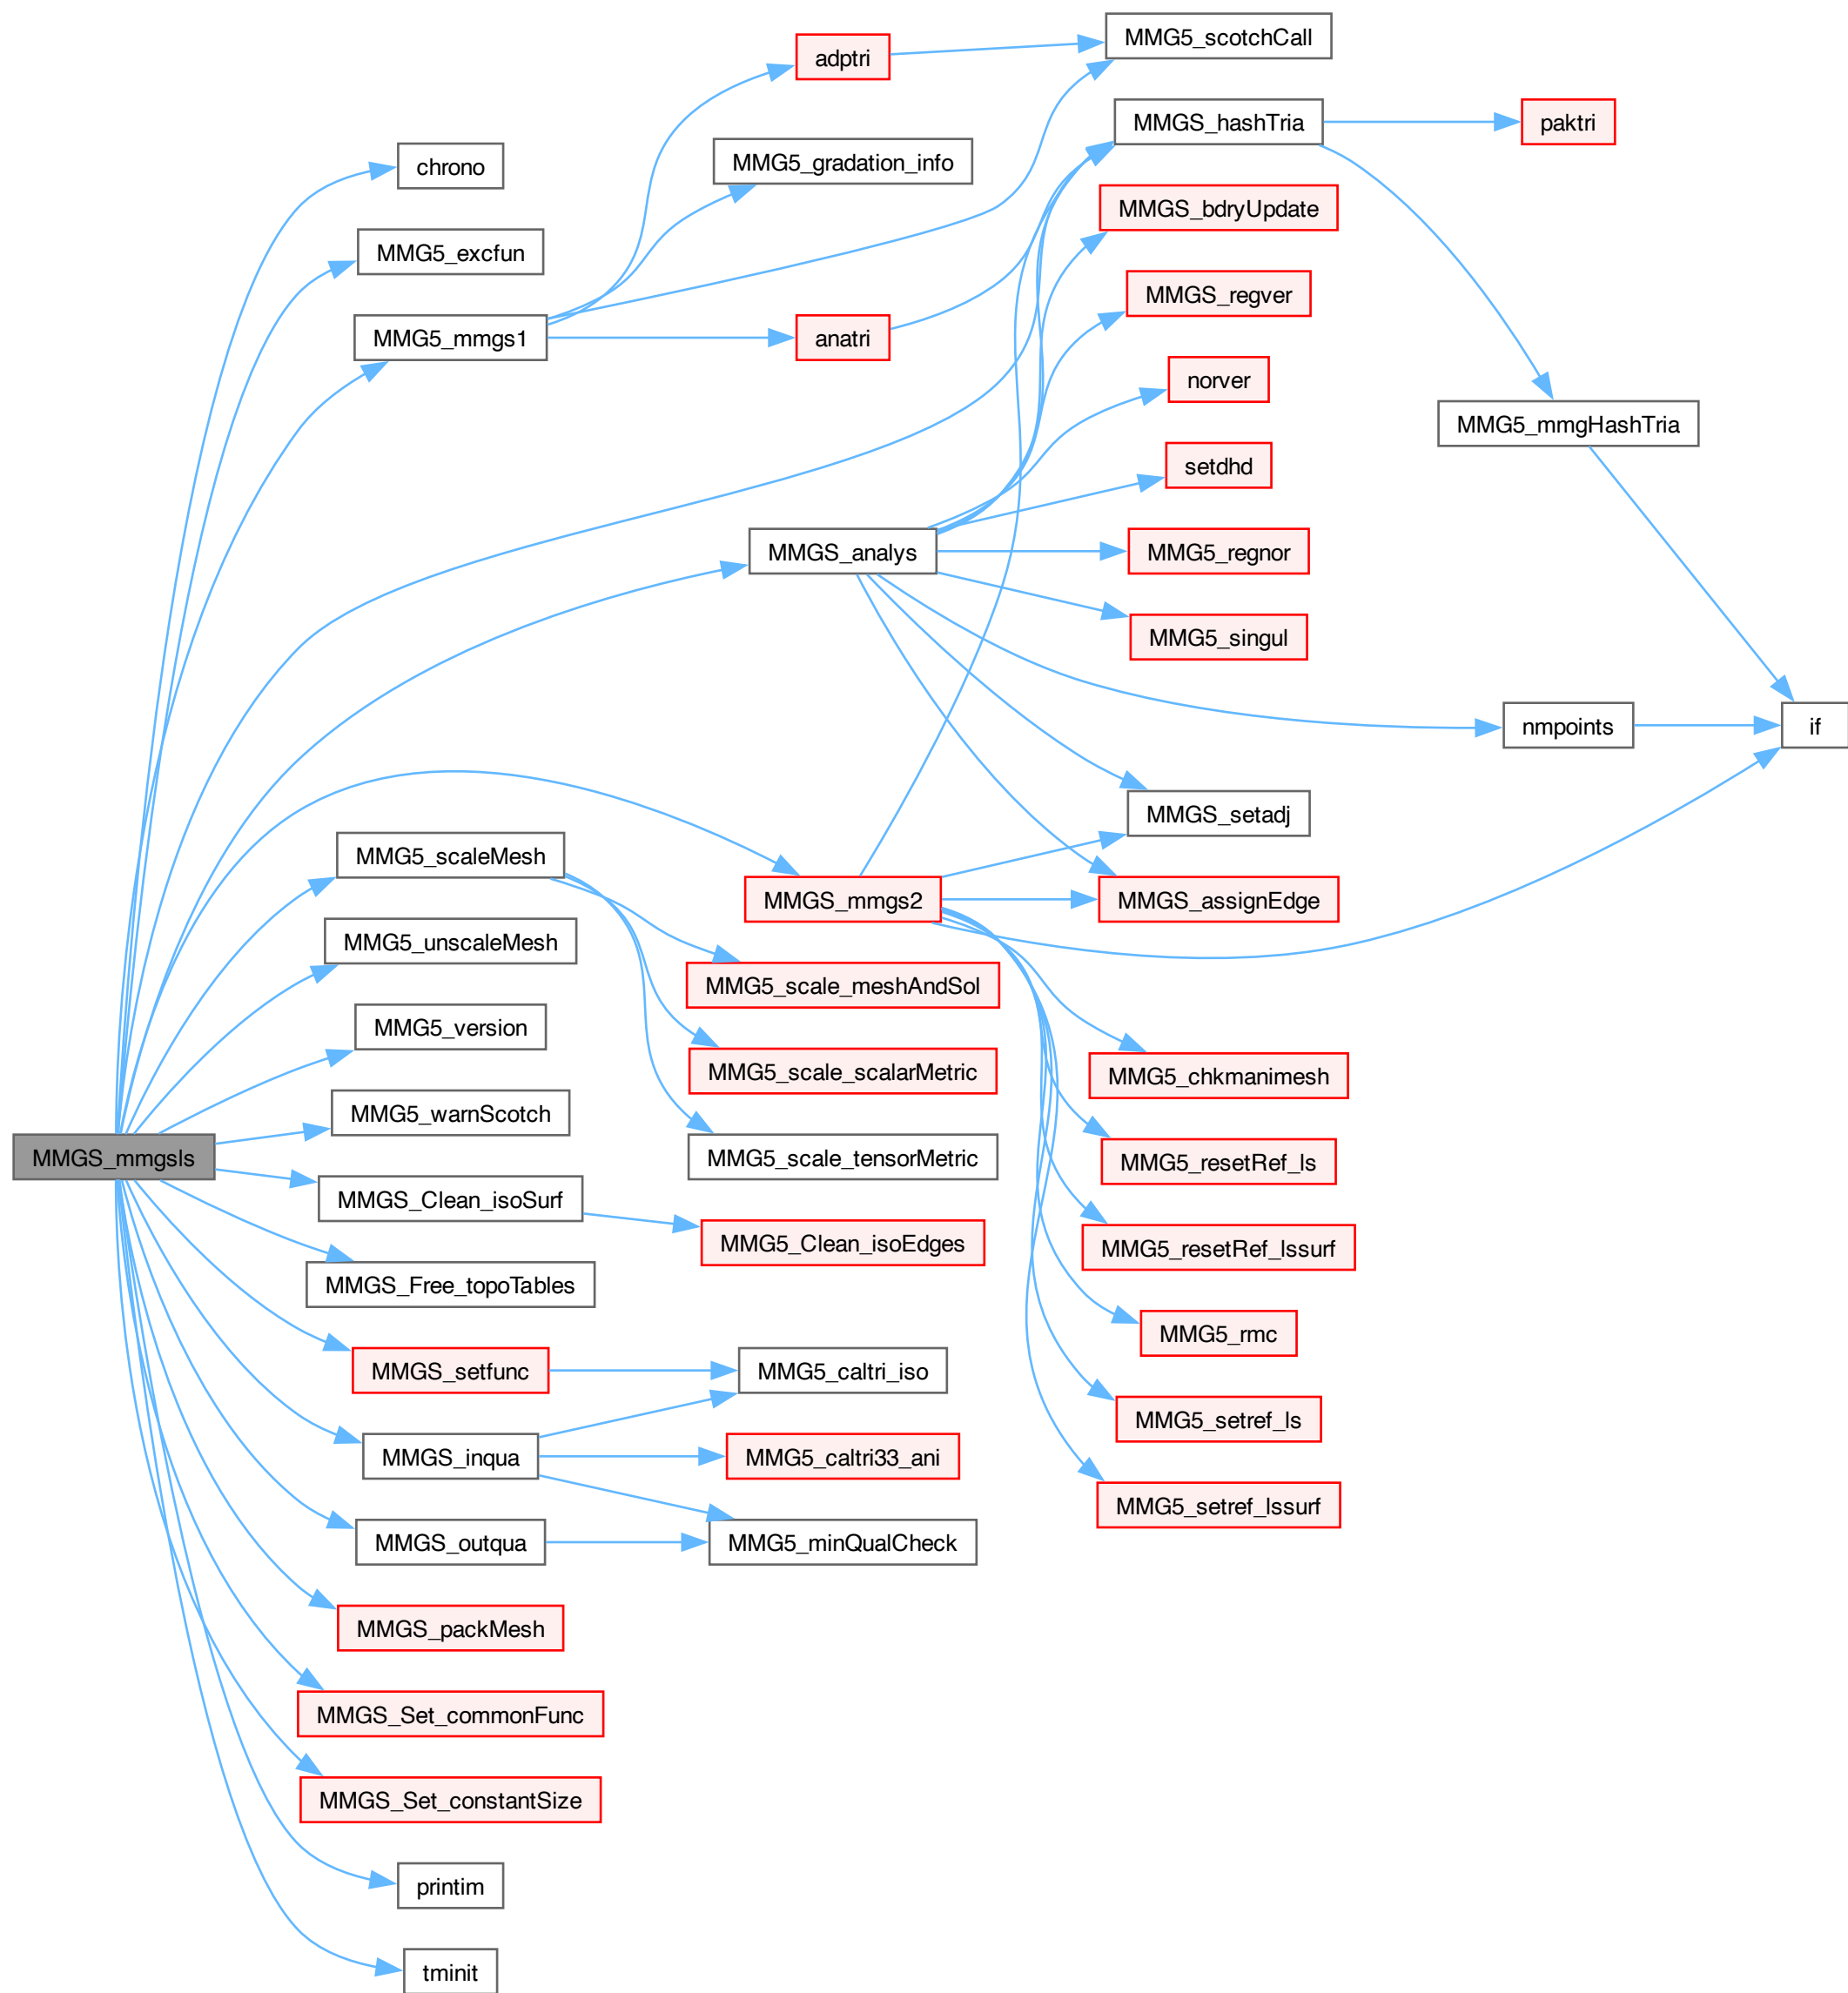 MMGS_mmgsls
chrono
MMG5_excfun
MMG5_mmgs1
MMG5_scaleMesh
MMG5_unscaleMesh
MMG5_version
MMG5_warnScotch
MMGS_Clean_isoSurf
MMGS_Free_topoTables
MMGS_setfunc
MMGS_inqua
MMGS_outqua
MMGS_packMesh
MMGS_Set_commonFunc
MMGS_Set_constantSize
printim
tminit
adptri
MMG5_gradation_info
anatri
MMGS_analys
MMGS_mmgs2
MMG5_scale_meshAndSol
MMG5_scale_scalarMetric
MMG5_scale_tensorMetric
MMG5_Clean_isoEdges
MMG5_caltri_iso
MMG5_caltri33_ani
MMG5_minQualCheck
MMG5_scotchCall
MMGS_hashTria
MMGS_bdryUpdate
MMGS_regver
norver
setdhd
MMG5_regnor
MMG5_singul
MMGS_setadj
MMGS_assignEdge
MMG5_chkmanimesh
MMG5_resetRef_ls
MMG5_resetRef_lssurf
MMG5_rmc
MMG5_setref_ls
MMG5_setref_lssurf
paktri
MMG5_mmgHashTria
nmpoints
if